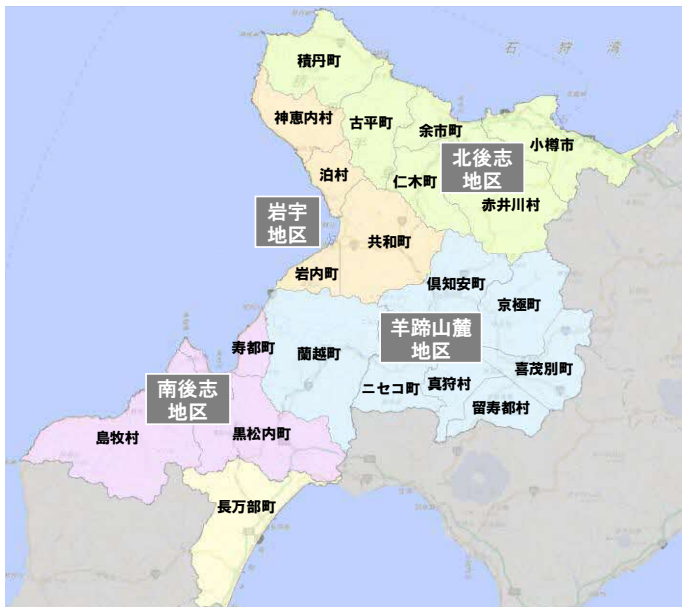 石狩湾
積丹町
神恵内村
古平町
余市町
小樽市
北後志
地区
泊村
仁木町
赤井川村
岩宇
地区
共和町
岩内町
倶知安町
京極町
羊蹄山麓
地区
寿都町
蘭越町
喜茂別町
ニセコ町
真狩村
留寿都村
南後志
地区
島牧村
黒松内町
長万部町